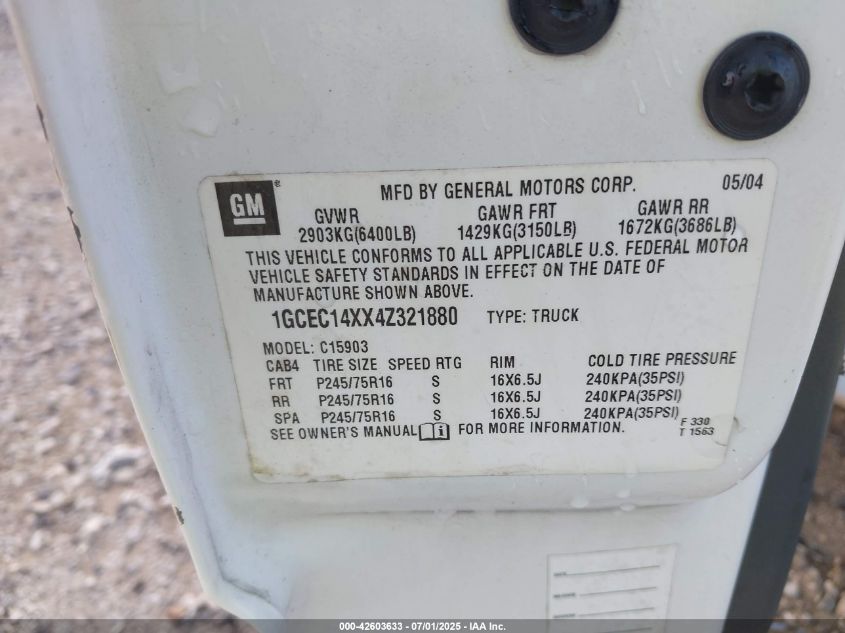 GM®
MFD BY GENERAL MOTORS CORP. 05/04
GVWR GAWR FRT GAWR RR
2903KG(6400LB) 1429KG(3150LB) 1672KG(3686LB)
THIS VEHICLE CONFORMS TO ALL APPLICABLE U.S. FEDERAL MOTOR
VEHICLE SAFETY STANDARDS IN EFFECT ON THE DATE OF
MANUFACTURE SHOWN ABOVE.
1GCEC14XX4Z321880 TYPE: TRUCK
MODEL: C15903
CAB4 TIRE SIZE SPEED RTG RIM COLD TIRE PRESSURE
FRT P245/75R16 S 16X6.5J 240KPA(35PSI)
RR P245/75R16 S 16X6.5J 240KPA(35PSI)
SPA P245/75R16 S 16X6.5J 240KPA(35PSI)
SEE OWNER'S MANUAL i FOR MORE INFORMATION.
F 330
T 1563
000-42603633 - 07/01/2025 - IAA Inc.